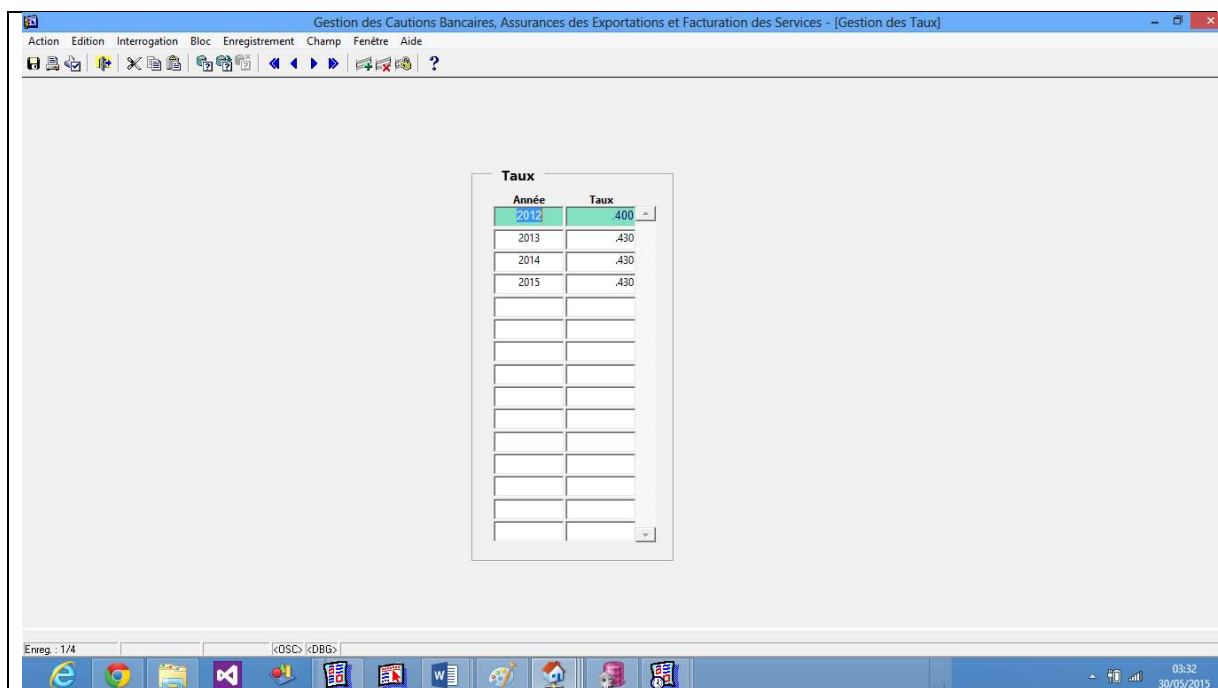 Gestion des Cautions Bancaires, Assurances des Exportations et Facturation des Services - [Gestion des Taux]
Action Edition Interrogation Bloc Enregistrement Champ Fenêtre Aide
?
Taux
Année Taux
2012 .400
2013 .430
2014 .430
2015 .430
Enreg. : 1/4 <OSC> <DBG>
03:32
30/05/2015